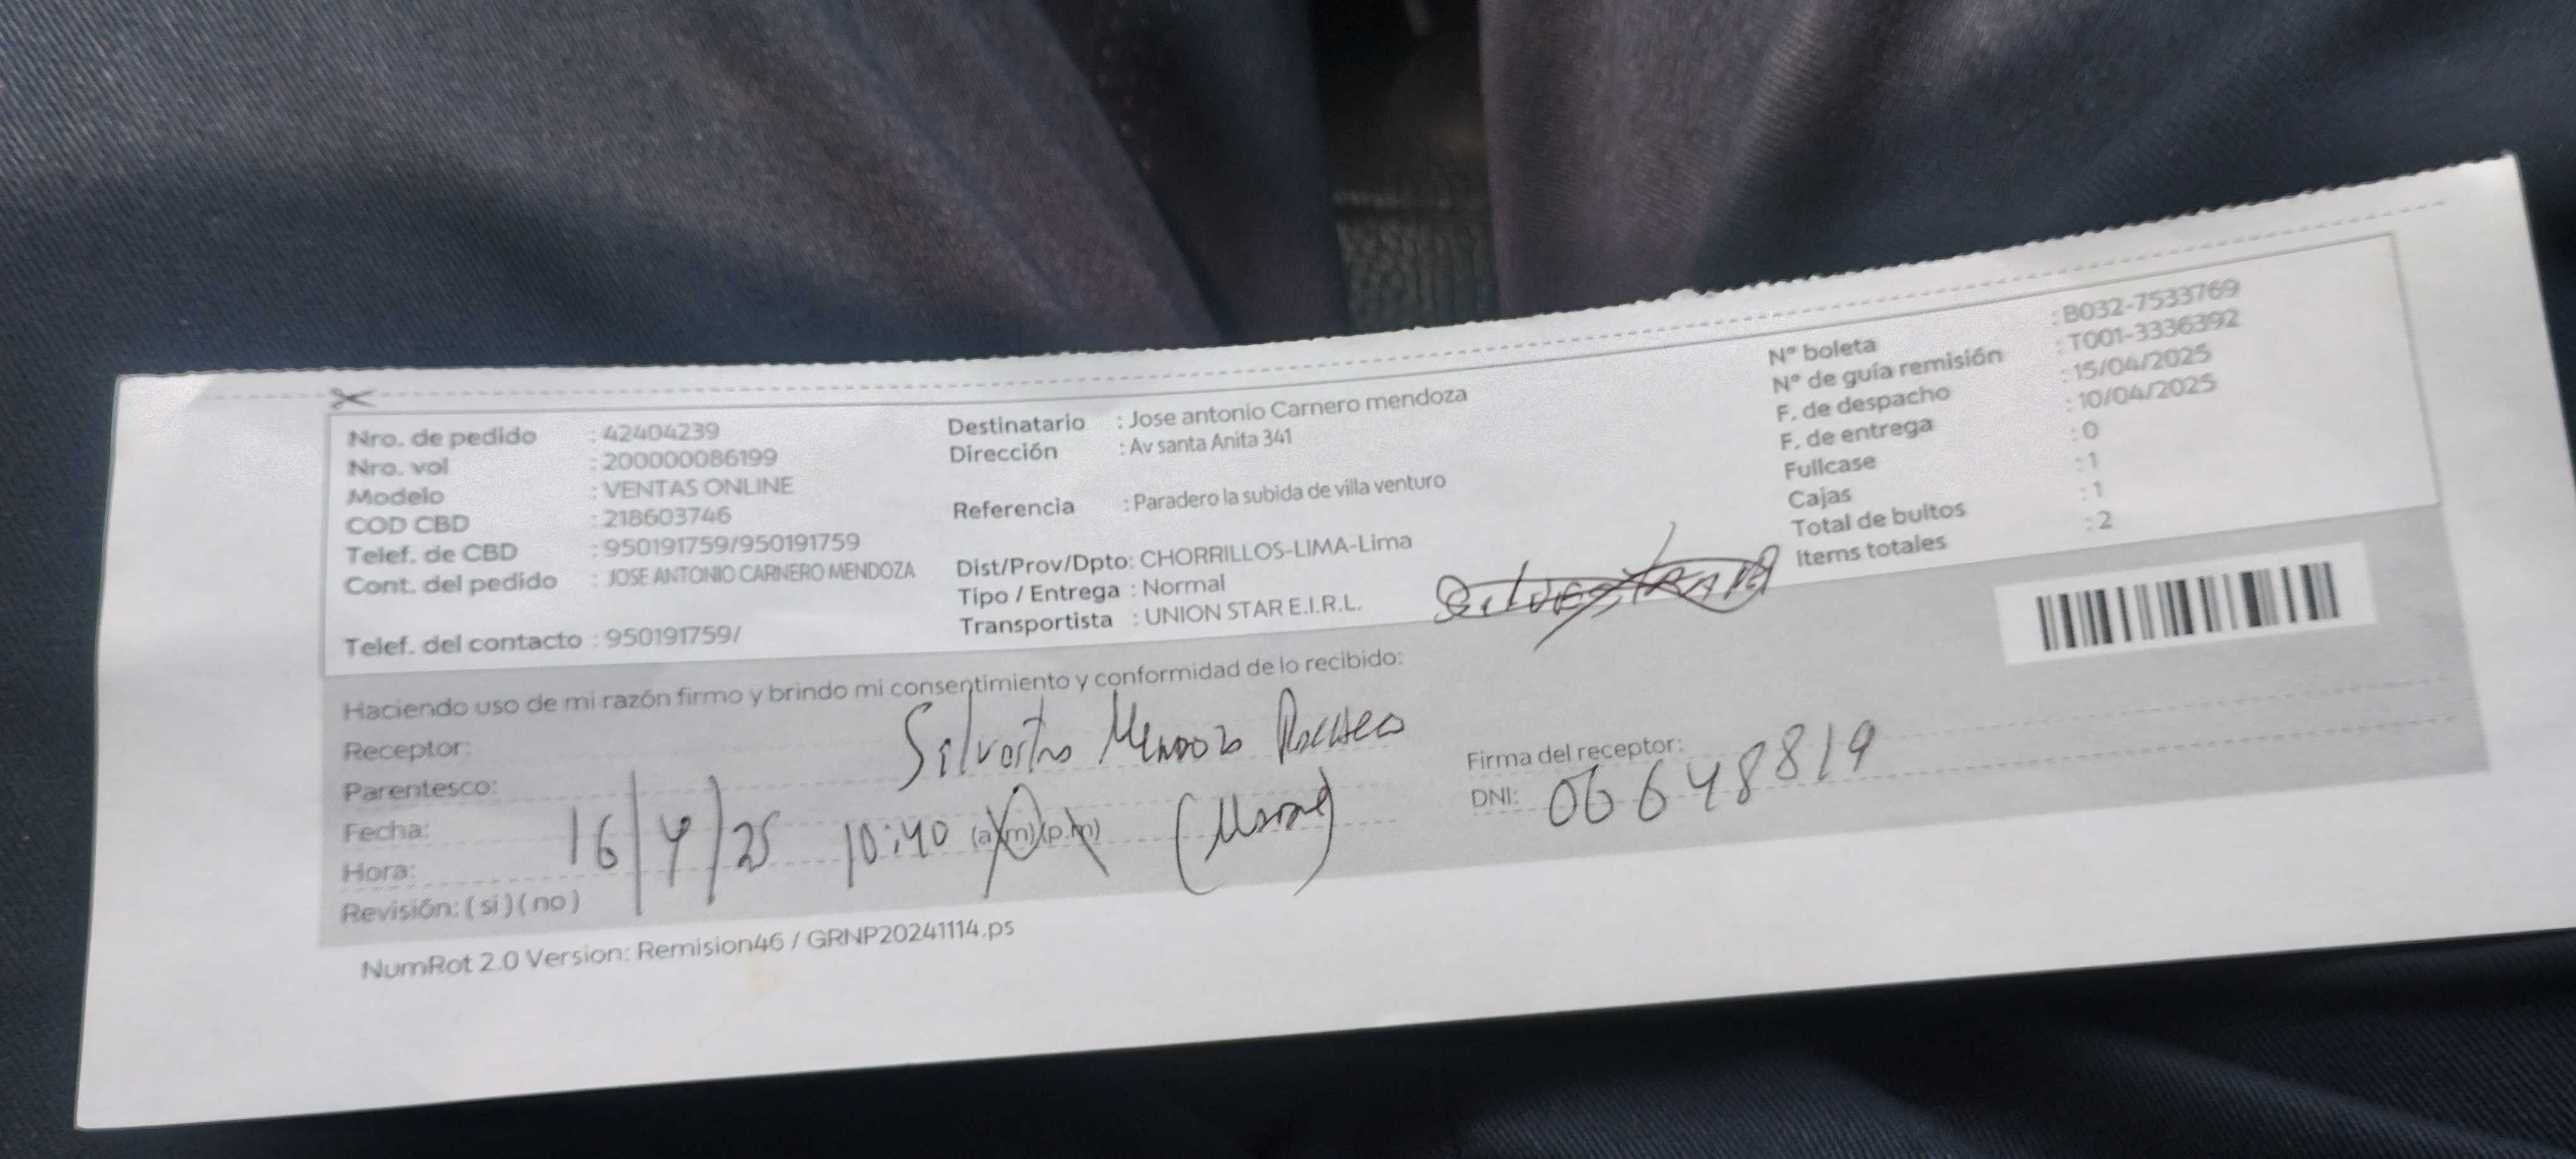 Nro. de pedido : 42404239
Nro. vol : 200000086199
Modelo : VENTAS ONLINE
COD CBD : 218603746
Telef. de CBD : 950191759/950191759
Cont. del pedido : JOSE ANTONIO CARNERO MENDOZA
Telef. del contacto : 950191759/
Destinatario : Jose antonio Carnero mendoza
Dirección : Av santa Anita 341
Referencia : Paradero la subida de villa venturo
Dist/Prov/Dpto: CHORRILLOS-LIMA-Lima
Tipo / Entrega : Normal
Transportista : UNION STAR E.I.R.L.
N° boleta : B032-7533769
N° de guía remisión : T001-3336392
F. de despacho : 15/04/2025
F. de entrega : 10/04/2025
Fullcase : 0
Cajas : 1
Total de bultos : 1
Items totales : 2
Haciendo uso de mi razón firmo y brindo mi consentimiento y conformidad de lo recibido:
Receptor: Silvestre Mendoza
Parentesco:
Fecha: 16/4/25
Hora: 10:40 (a.m)(p.m)
Revisión: ( si ) ( no )
Firma del receptor:
DNI: 06648819
NumRot 2.0 Version: Remision46 / GRNP20241114.ps